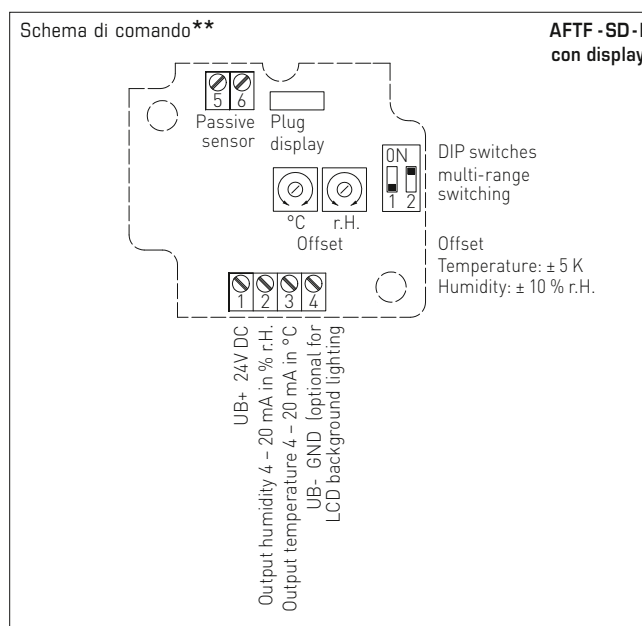 Schema di comando**
AFTF - SD - I
con display
5 6
Passive
sensor
Plug
display
ON
1 2
DIP switches
multi-range
switching
°C r.H.
Offset
Offset
Temperature: ± 5 K
Humidity: ± 10 % r.H.
1 2 3 4
UB+ 24V DC
Output humidity 4 – 20 mA in % r.H.
Output temperature 4 – 20 mA in °C
UB- GND (optional for
LCD background lighting